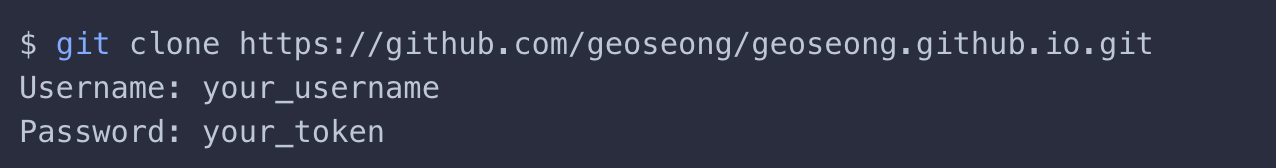 $ git clone https://github.com/geoseong/geoseong.github.io.git
Username: your_username
Password: your_token